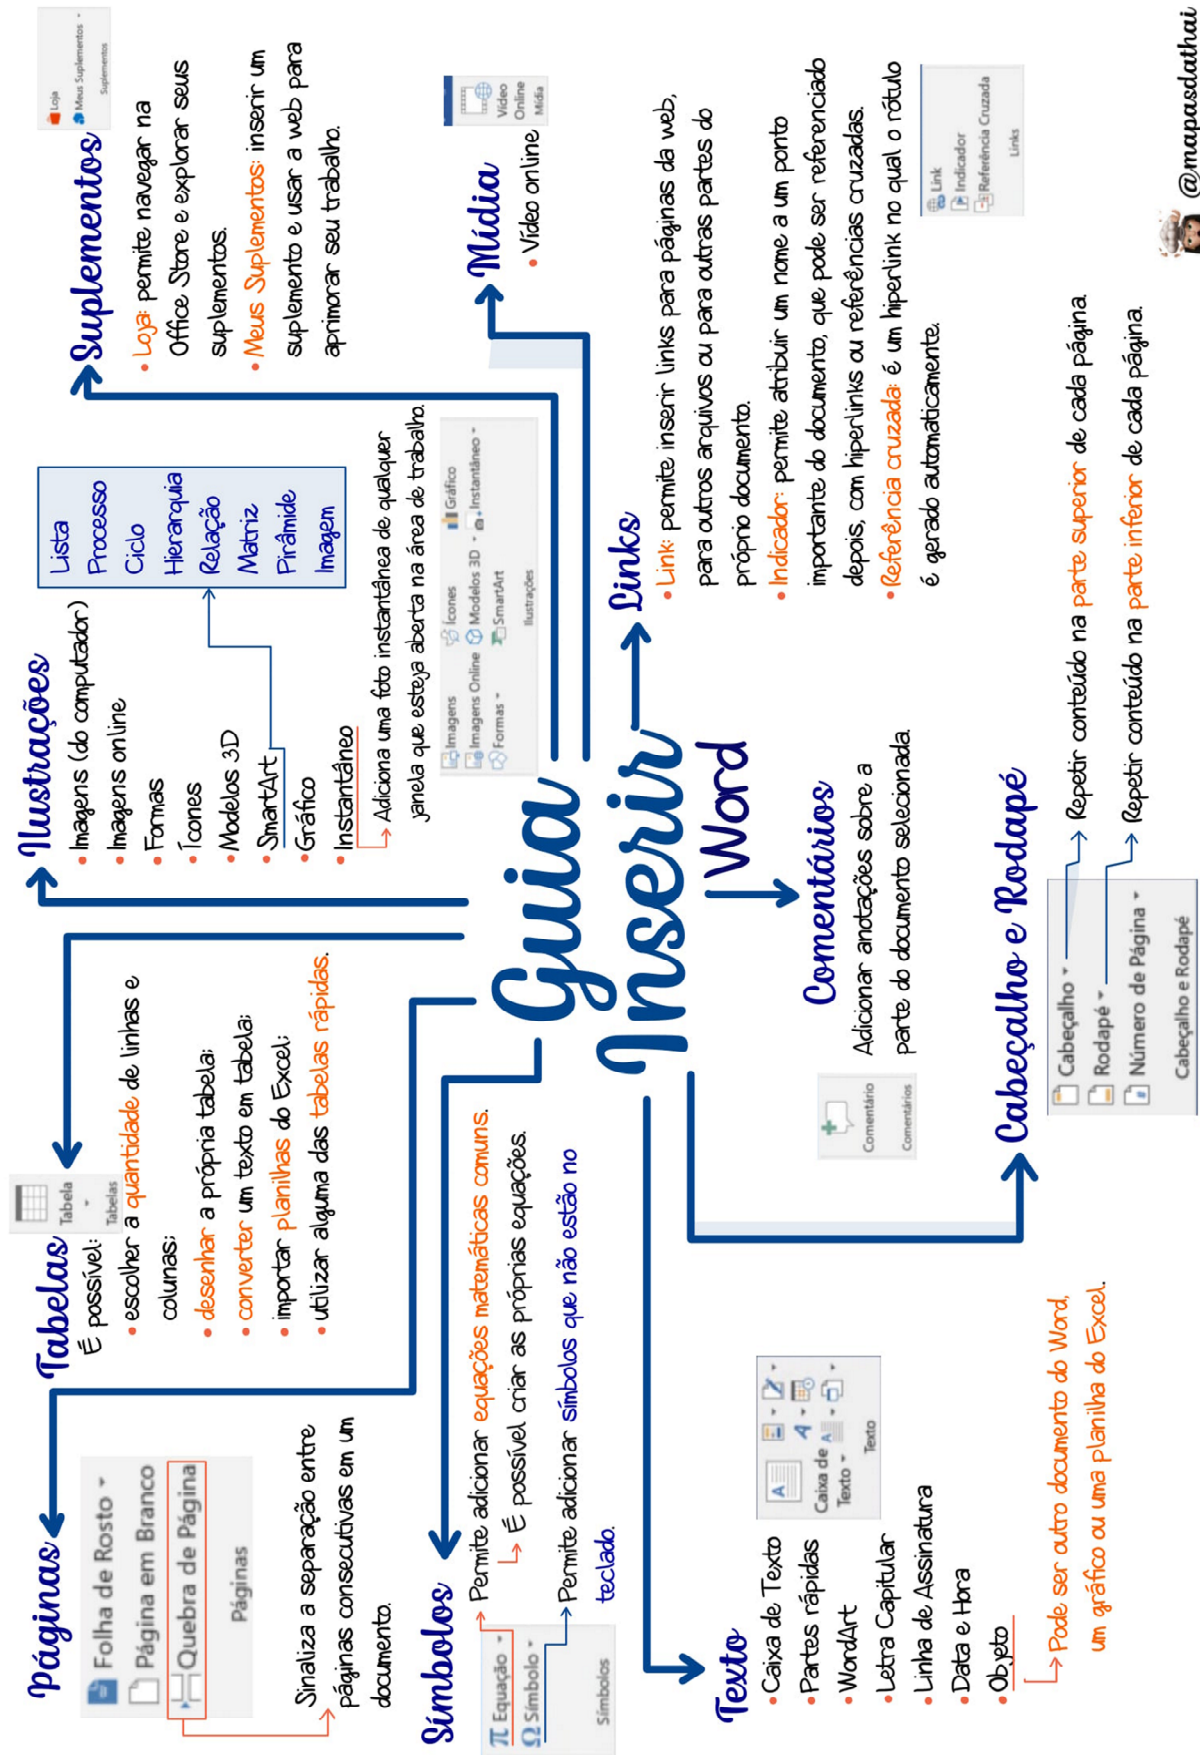 Guia
Inserir
Word
Páginas
Folha de Rosto
Página em Branco
Quebra de Página
Páginas
Sinaliza a separação entre
páginas consecutivas em um
documento.
Tabelas
Tabela
Tabelas
É possível:
• escolher a quantidade de linhas e
colunas;
• desenhar a própria tabela;
• converter um texto em tabela;
• importar planilhas do Excel;
• utilizar alguma das tabelas rápidas.
Ilustrações
• Imagens (do computador)
• Imagens online
• Formas
• Ícones
• Modelos 3D
• SmartArt
• Gráfico
• Instantâneo
Adiciona uma foto instantânea de qualquer
janela que esteja aberta na área de trabalho.
Lista
Processo
Ciclo
Hierarquia
Relação
Matriz
Pirâmide
Imagem
Imagens Ícones Gráfico
Imagens Online Modelos 3D Instantâneo
Formas SmartArt
Ilustrações
Suplementos
Loja
Meus Suplementos
Suplementos
• Loja: permite navegar na
Office Store e explorar seus
suplementos.
• Meus Suplementos: inserir um
suplemento e usar a web para
aprimorar seu trabalho.
Mídia
• Vídeo online
Vídeo
Online
Mídia
Links
• Link: permite inserir links para páginas da web,
para outros arquivos ou para outras partes do
próprio documento.
• Indicador: permite atribuir um nome a um ponto
importante do documento, que pode ser referenciado
depois, com hiperlinks ou referências cruzadas.
• Referência cruzada: é um hiperlink no qual o rótulo
é gerado automaticamente.
Link
Indicador
Referência Cruzada
Links
Comentários
Adicionar anotações sobre a
parte do documento selecionada.
Comentário
Comentários
Cabeçalho e Rodapé
Cabeçalho
Rodapé
# Número de Página
Cabeçalho e Rodapé
Repetir conteúdo na parte superior de cada página.
Repetir conteúdo na parte inferior de cada página.
Símbolos
π Equação
Ω Símbolo
Símbolos
Permite adicionar equações matemáticas comuns.
É possível criar as próprias equações.
Permite adicionar símbolos que não estão no
teclado.
Texto
• Caixa de Texto
• Partes rápidas
• WordArt
• Letra Capitular
• Linha de Assinatura
• Data e Hora
• Objeto
Pode ser outro documento do Word,
um gráfico ou uma planilha do Excel.
A
Caixa de
Texto
A
A
Texto
@mapasdathai